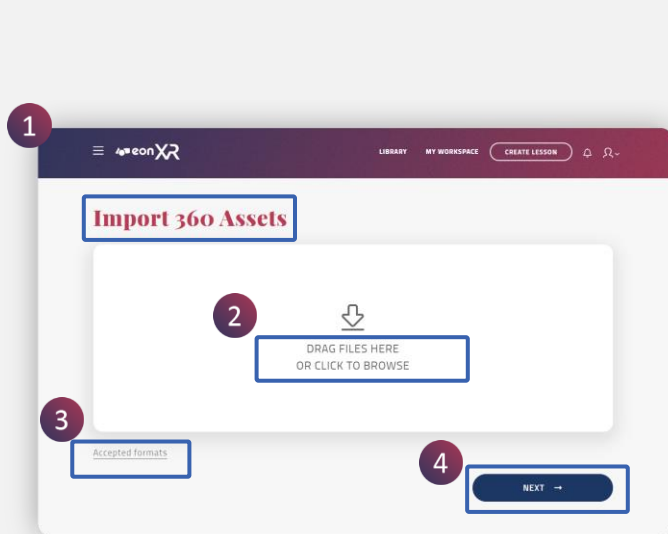 1
eonXR
LIBRARY MY WORKSPACE CREATE LESSON
Import 360 Assets
2
DRAG FILES HERE
OR CLICK TO BROWSE
3
Accepted formats
4
NEXT →